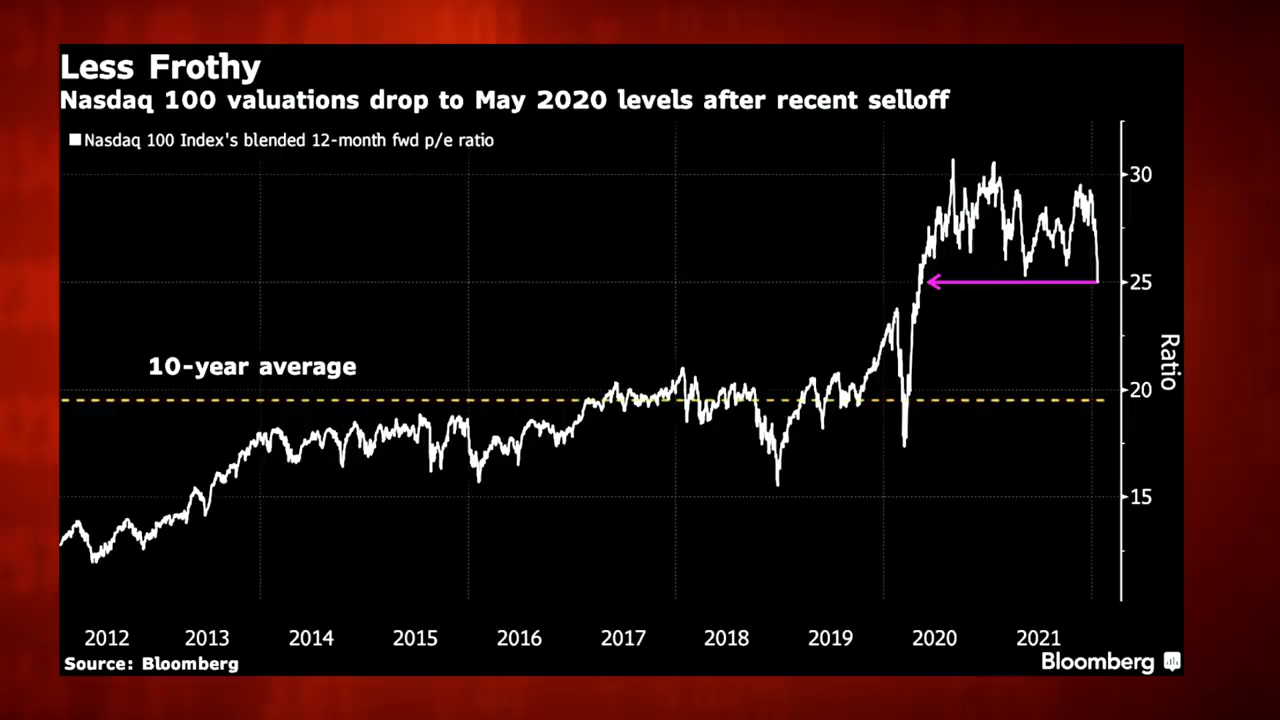 Less Frothy
Nasdaq 100 valuations drop to May 2020 levels after recent selloff
Nasdaq 100 Index's blended 12-month fwd p/e ratio
30
25
10-year average
20
15
Ratio
2012 2013 2014 2015 2016 2017 2018 2019 2020 2021
Source: Bloomberg
Bloomberg